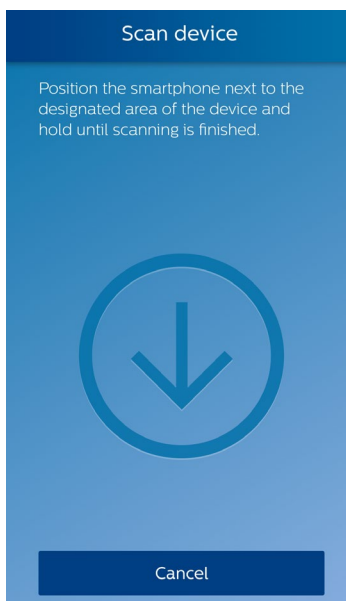 Scan device
Position the smartphone next to the
designated area of the device and
hold until scanning is finished.
Cancel